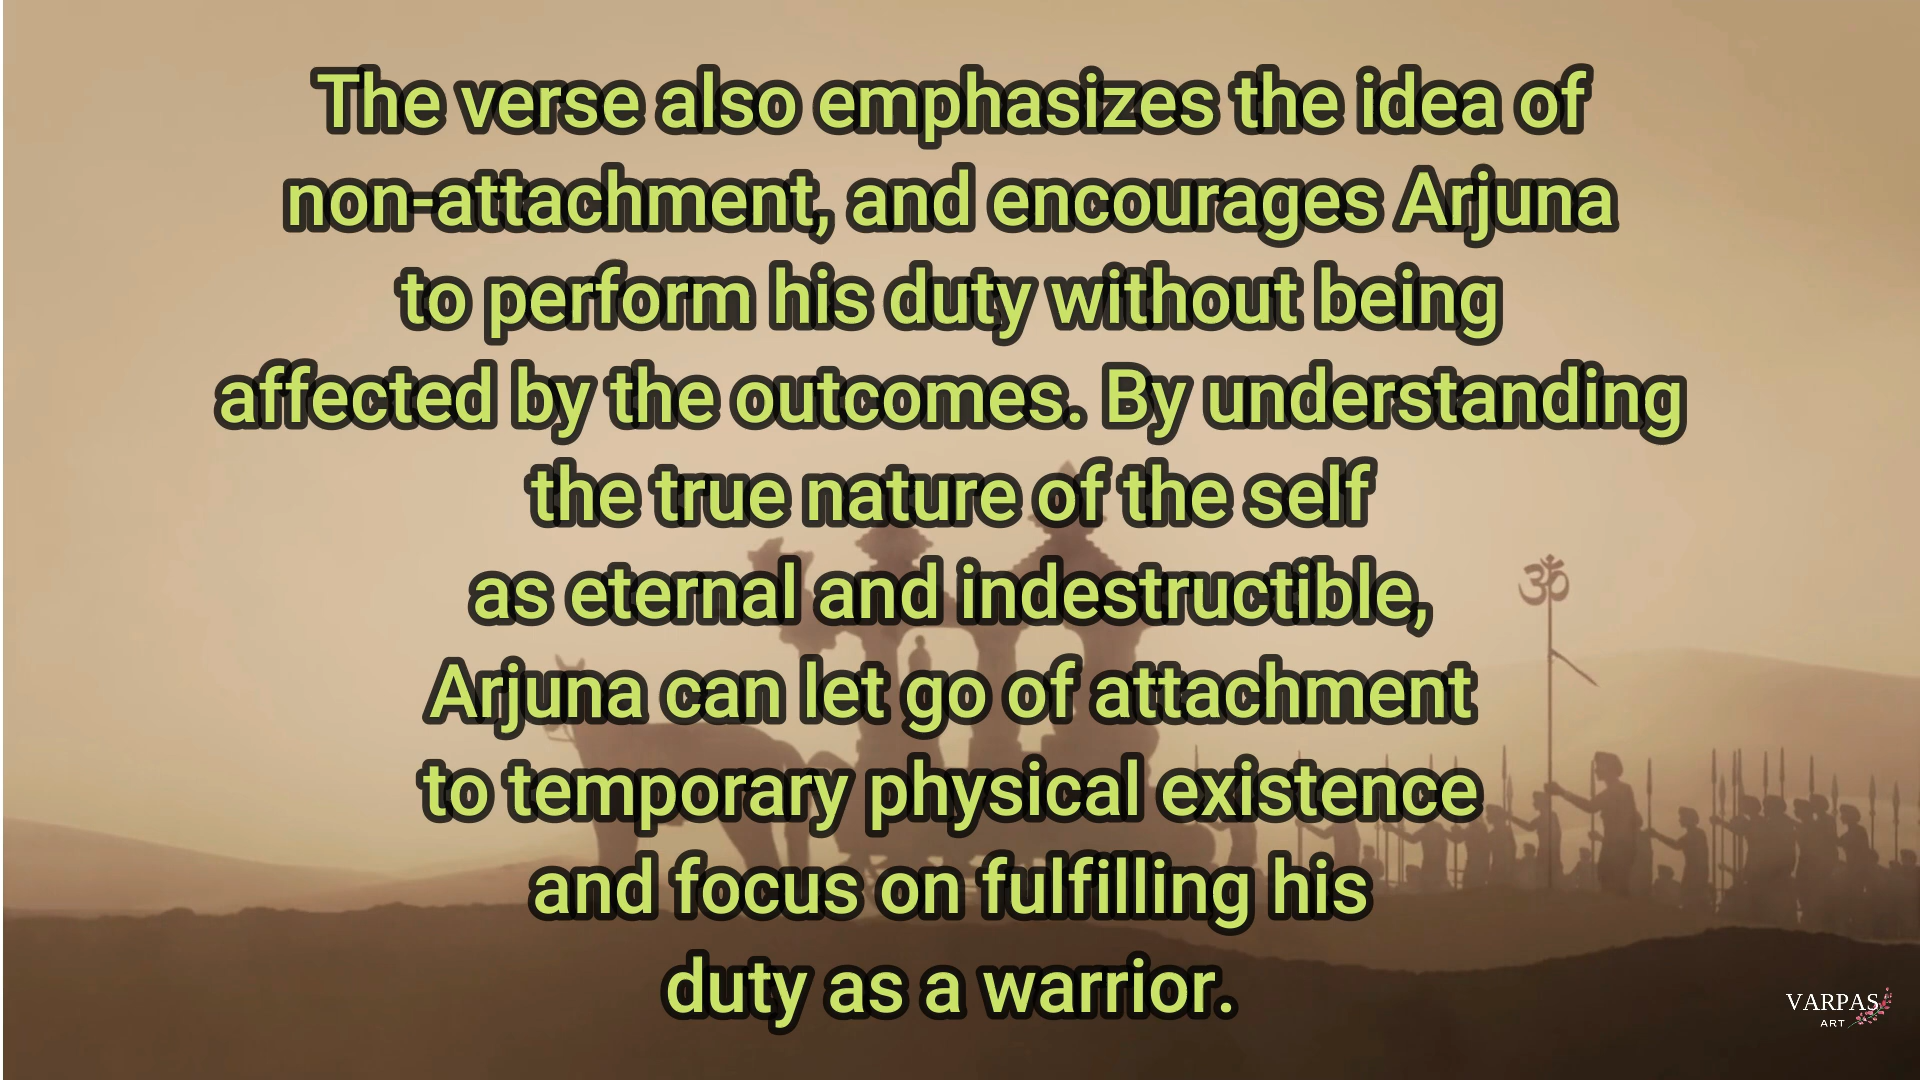 The verse also emphasizes the idea of
non-attachment, and encourages Arjuna
to perform his duty without being
affected by the outcomes. By understanding
the true nature of the self
as eternal and indestructible,
Arjuna can let go of attachment
to temporary physical existence
and focus on fulfilling his
duty as a warrior.
ॐ
VARPAS
ART